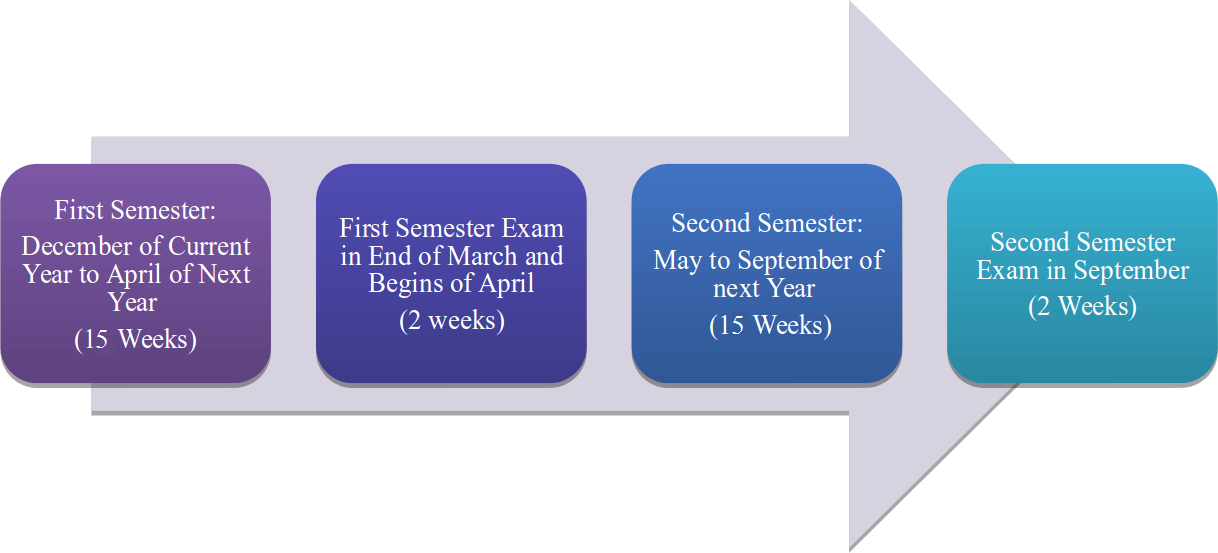 First Semester:
December of Current
Year to April of Next
Year
(15 Weeks)
First Semester Exam
in End of March and
Begins of April
(2 weeks)
Second Semester:
May to September of
next Year
(15 Weeks)
Second Semester
Exam in September
(2 Weeks)